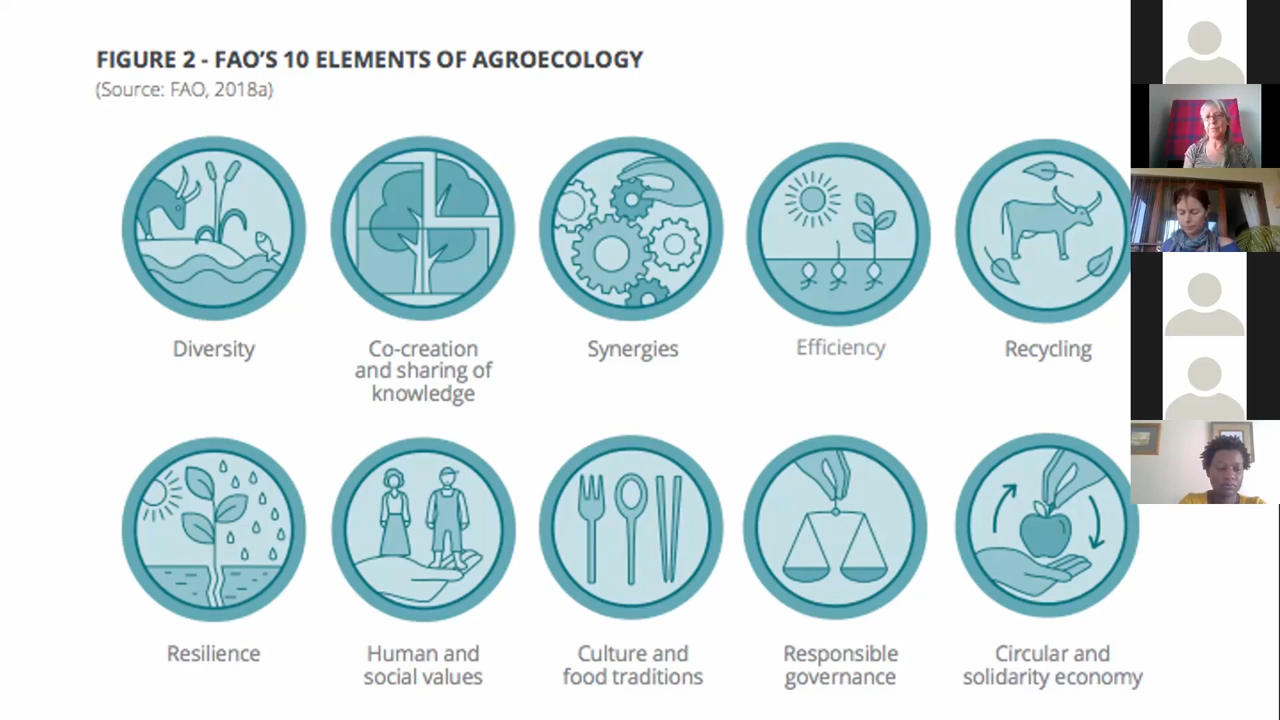 FIGURE 2 - FAO'S 10 ELEMENTS OF AGROECOLOGY
(Source: FAO, 2018a)
Diversity
Co-creation
and sharing of
knowledge
Synergies
Efficiency
Recycling
Resilience
Human and
social values
Culture and
food traditions
Responsible
governance
Circular and
solidarity economy